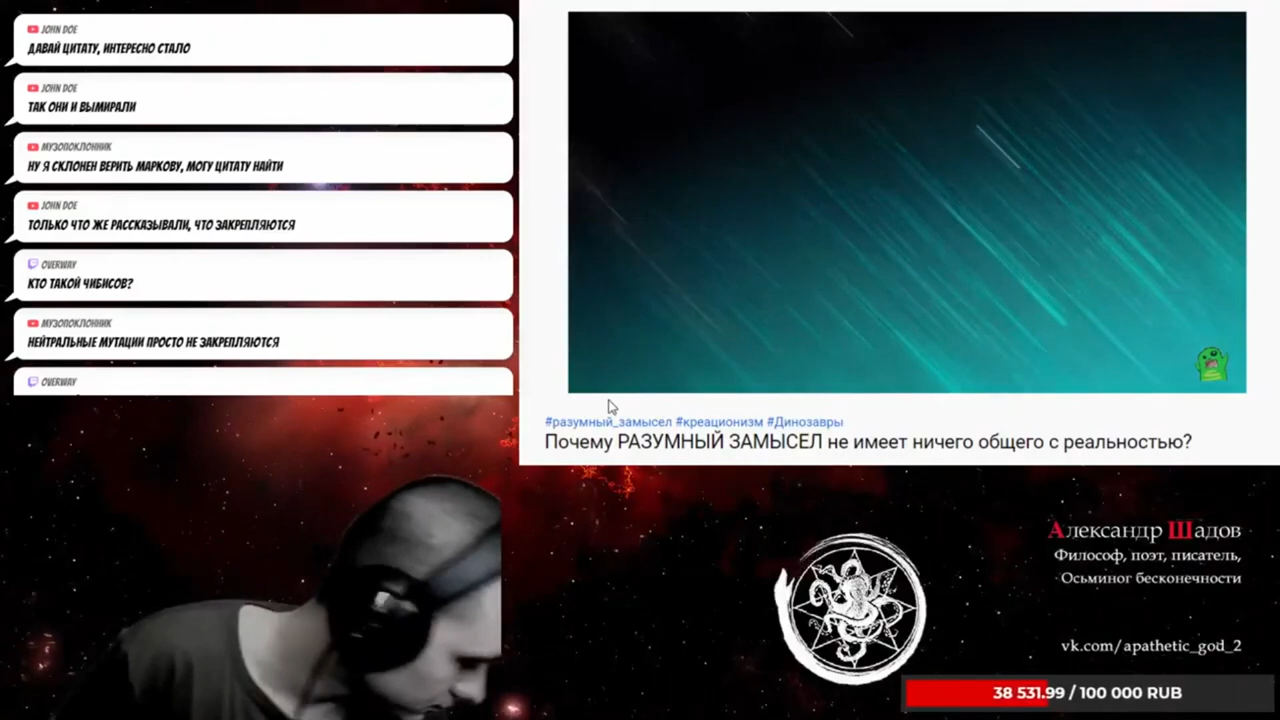 JOHN DOE
ДАВАЙ ЦИТАТУ, ИНТЕРЕСНО СТАЛО
JOHN DOE
ТАК ОНИ И ВЫМИРАЛИ
МУЗОПОКЛОННИК
НУ Я СКЛОНЕН ВЕРИТЬ МАРКОВУ, МОГУ ЦИТАТУ НАЙТИ
JOHN DOE
ТОЛЬКО ЧТО ЖЕ РАССКАЗЫВАЛИ, ЧТО ЗАКРЕПЛЯЮТСЯ
OVERWAY
КТО ТАКОЙ ЧИБИСОВ?
МУЗОПОКЛОННИК
НЕЙТРАЛЬНЫЕ МУТАЦИИ ПРОСТО НЕ ЗАКРЕПЛЯЮТСЯ
OVERWAY
#разумный_замысел #креационизм #Динозавры
Почему РАЗУМНЫЙ ЗАМЫСЕЛ не имеет ничего общего с реальностью?
Александр Шадов
Философ, поэт, писатель,
Осьминог бесконечности
vk.com/apathetic_god_2
38 531.99 / 100 000 RUB